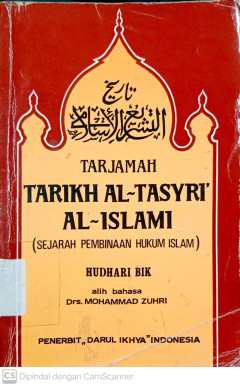 تاريخ
التشريع الإسلامي
TARJAMAH
TARIKH AL-TASYRI'
AL-ISLAMI
(SEJARAH PEMBINAAN HUKUM ISLAM)
HUDHARI BIK
alih bahasa
Drs. MOHAMMAD ZUHRI
PENERBIT „DARUL IKHYA" INDONESIA
CS Dipindai dengan CamScanner